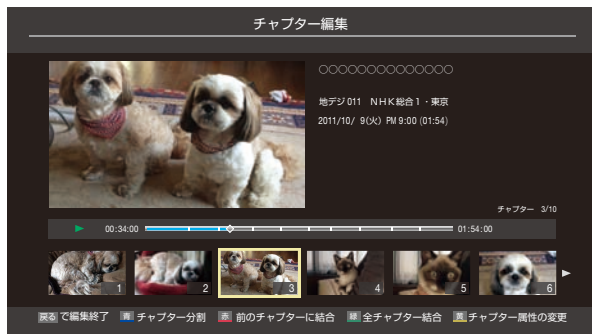 チャプター編集
○○○○○○○○○○○○○○
地デジ 011　ＮＨＫ総合１・東京
2011/10/ 9(火) PM 9:00 (01:54)
チャプター 3/10
00:34:00 01:54:00
1 2 3 4 5 6
戻る で編集終了 青 チャプター分割 赤 前のチャプターに結合 緑 全チャプター結合 黄 チャプター属性の変更